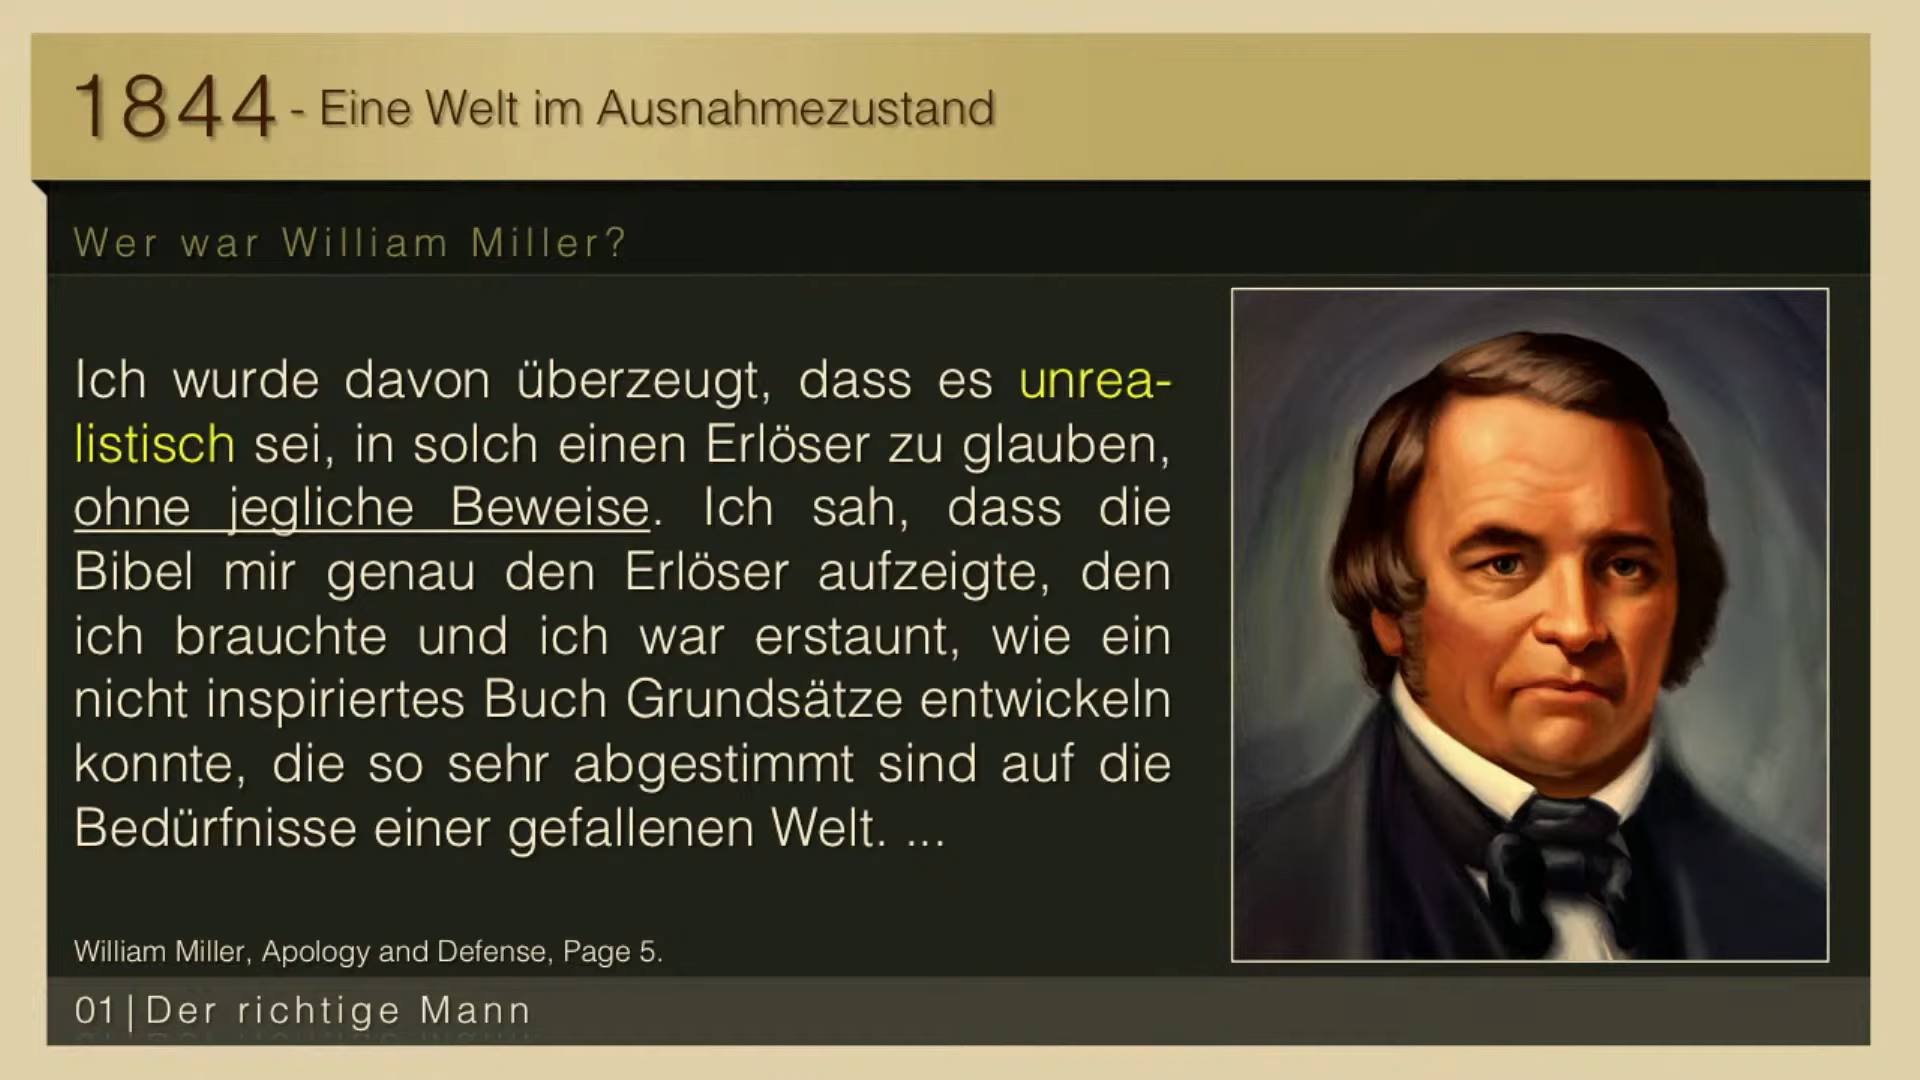 1844 - Eine Welt im Ausnahmezustand
Wer war William Miller?
Ich wurde davon überzeugt, dass es unrea-
listisch sei, in solch einen Erlöser zu glauben,
ohne jegliche Beweise. Ich sah, dass die
Bibel mir genau den Erlöser aufzeigte, den
ich brauchte und ich war erstaunt, wie ein
nicht inspiriertes Buch Grundsätze entwickeln
konnte, die so sehr abgestimmt sind auf die
Bedürfnisse einer gefallenen Welt. ...
William Miller, Apology and Defense, Page 5.
01|Der richtige Mann